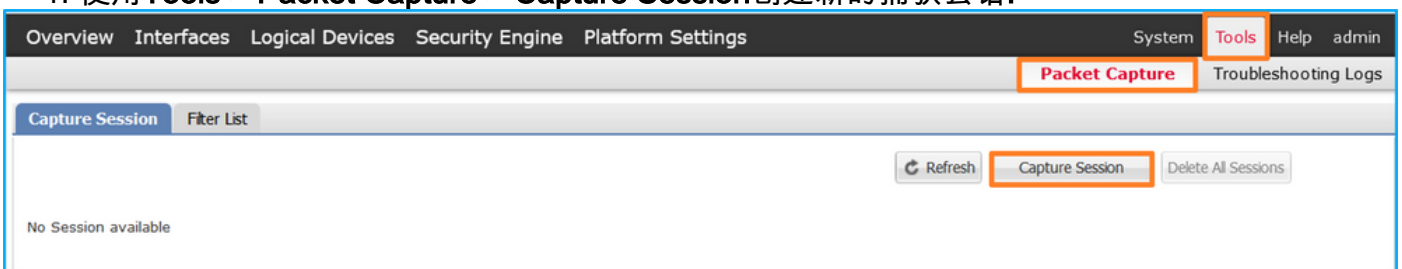 Overview Interfaces Logical Devices Security Engine Platform Settings System Tools Help admin
Packet Capture Troubleshooting Logs
Capture Session Filter List
Refresh Capture Session Delete All Sessions
No Session available